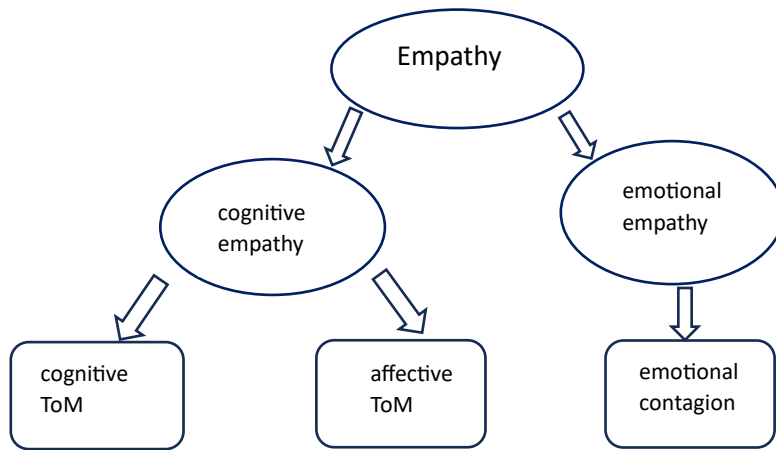 Empathy
cognitive
empathy
emotional
empathy
cognitive
ToM
affective
ToM
emotional
contagion